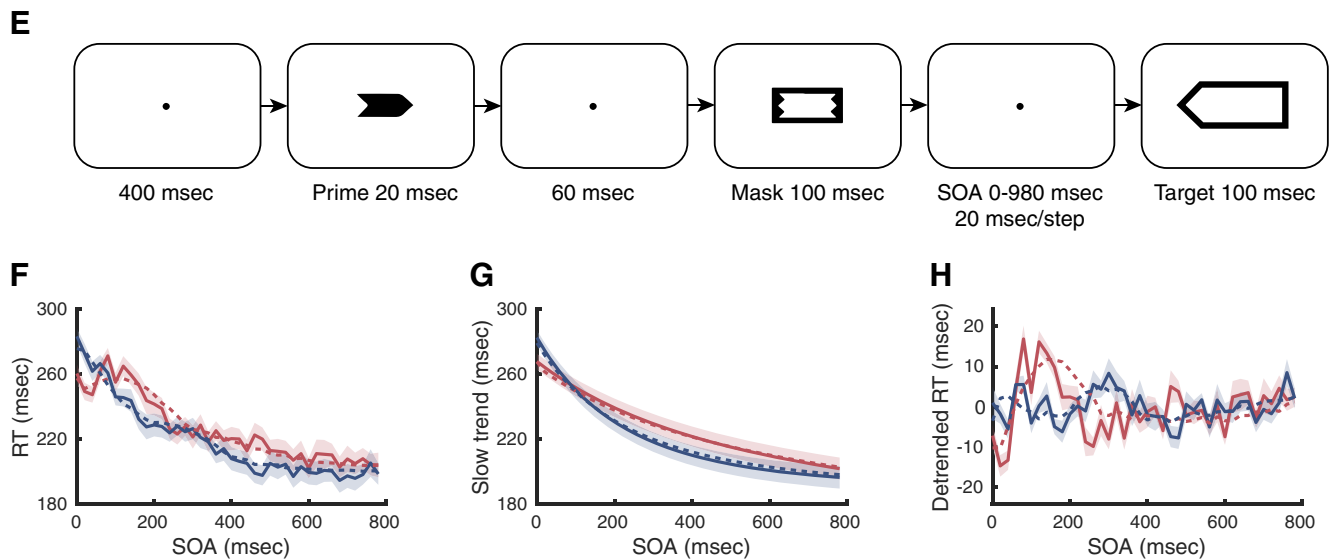 E
400 msec
Prime 20 msec
60 msec
Mask 100 msec
SOA 0-980 msec
20 msec/step
Target 100 msec
F
RT (msec)
300
260
220
180
0
200
400
600
800
SOA (msec)
G
Slow trend (msec)
300
260
220
180
0
200
400
600
800
SOA (msec)
H
Detrended RT (msec)
20
10
0
-10
-20
0
200
400
600
800
SOA (msec)